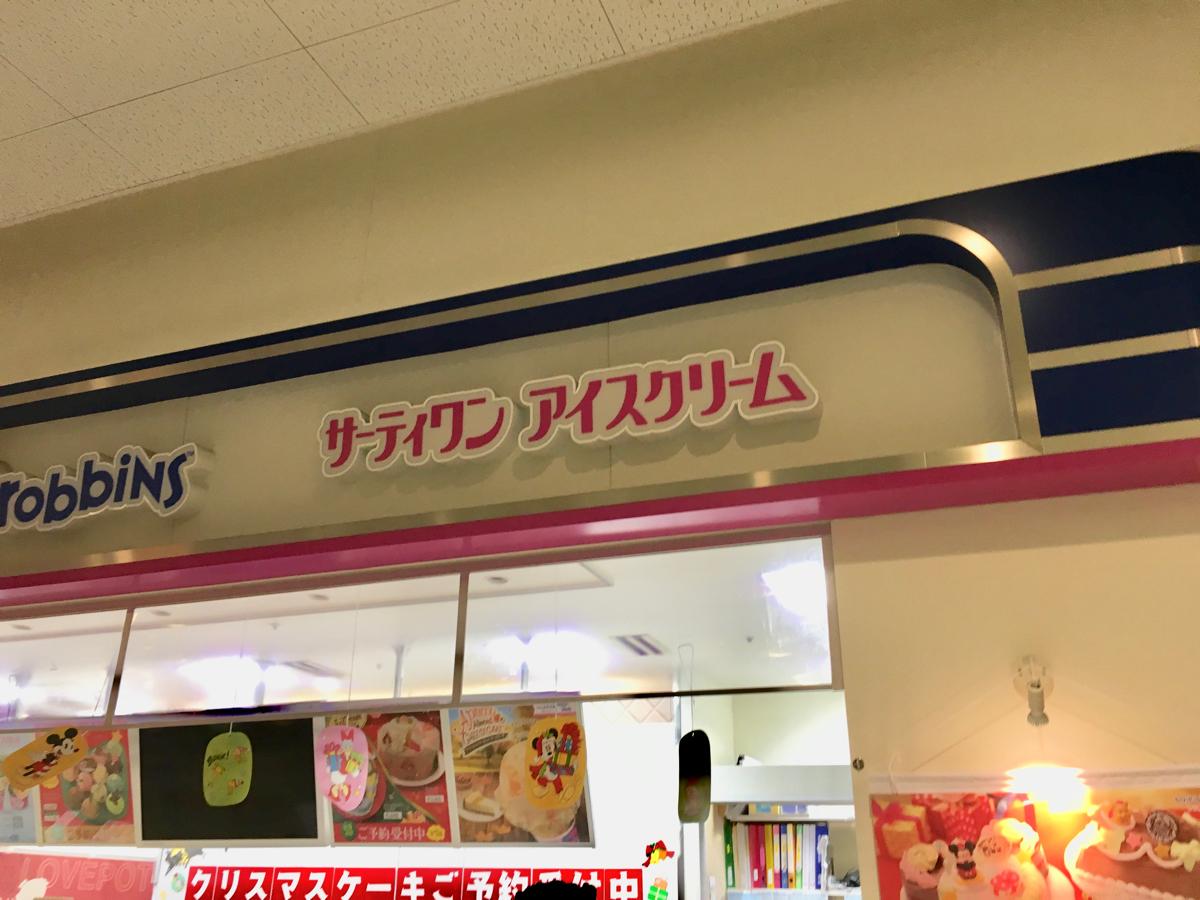 robbiNs
サーティワン アイスクリーム
ご予約受付中
LOVEPOT
クリスマスケーキご予約受付中